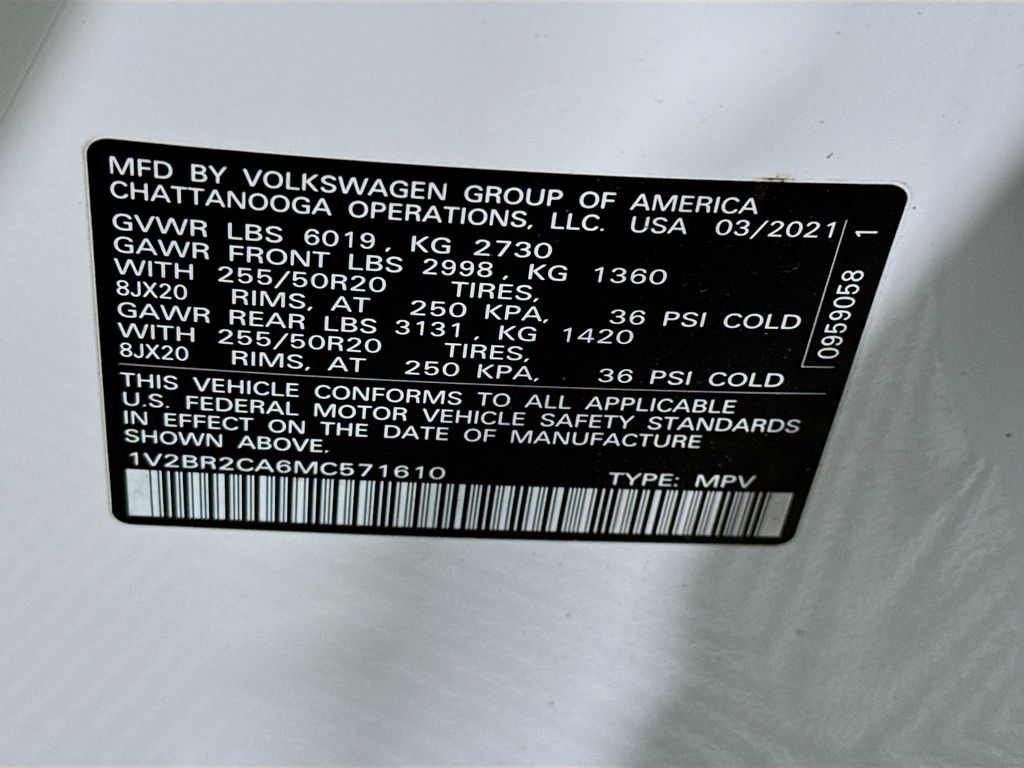 MFD BY VOLKSWAGEN GROUP OF AMERICA
CHATTANOOGA OPERATIONS, LLC. USA 03/2021
GVWR LBS 6019, KG 2730
GAWR FRONT LBS 2998, KG 1360
WITH 255/50R20 TIRES,
8JX20 RIMS, AT 250 KPA, 36 PSI COLD
GAWR REAR LBS 3131, KG 1420
WITH 255/50R20 TIRES,
8JX20 RIMS, AT 250 KPA, 36 PSI COLD
THIS VEHICLE CONFORMS TO ALL APPLICABLE
U.S. FEDERAL MOTOR VEHICLE SAFETY STANDARDS
IN EFFECT ON THE DATE OF MANUFACTURE
SHOWN ABOVE.
1V2BR2CA6MC571610 TYPE: MPV
0959058 1